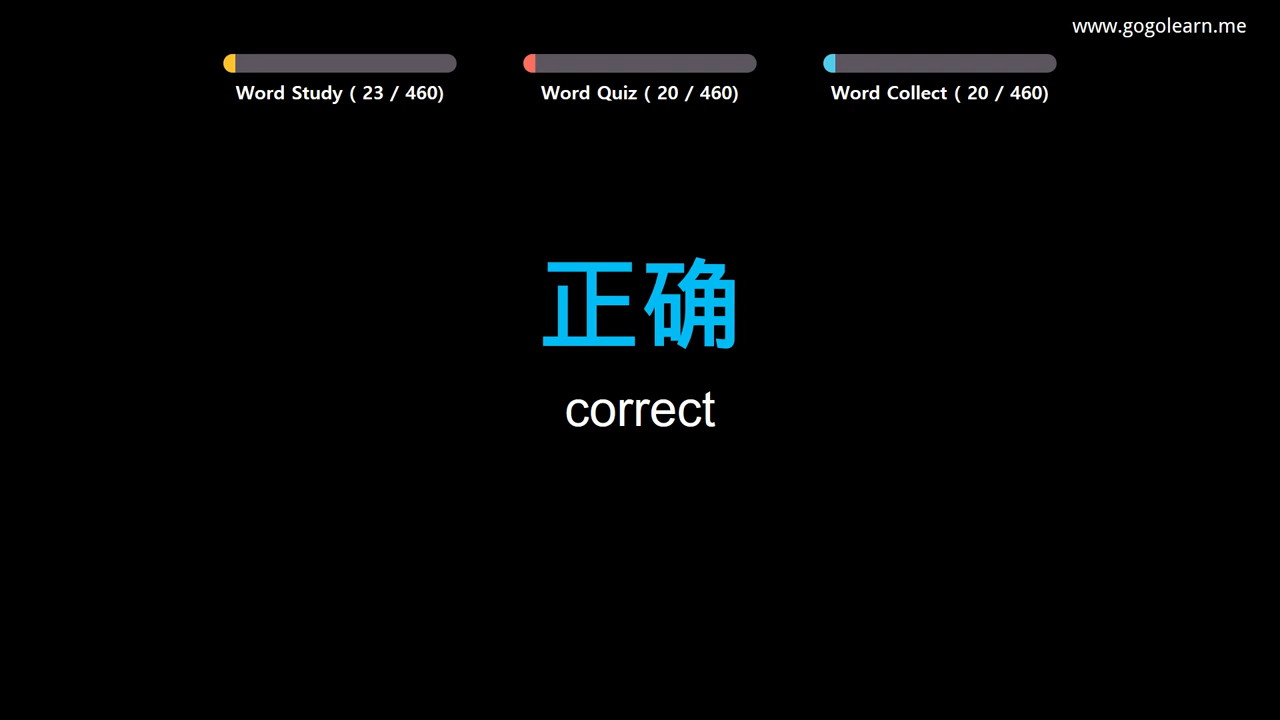 www.gogolearn.me
Word Study ( 23 / 460)
Word Quiz ( 20 / 460)
Word Collect ( 20 / 460)
正确
correct